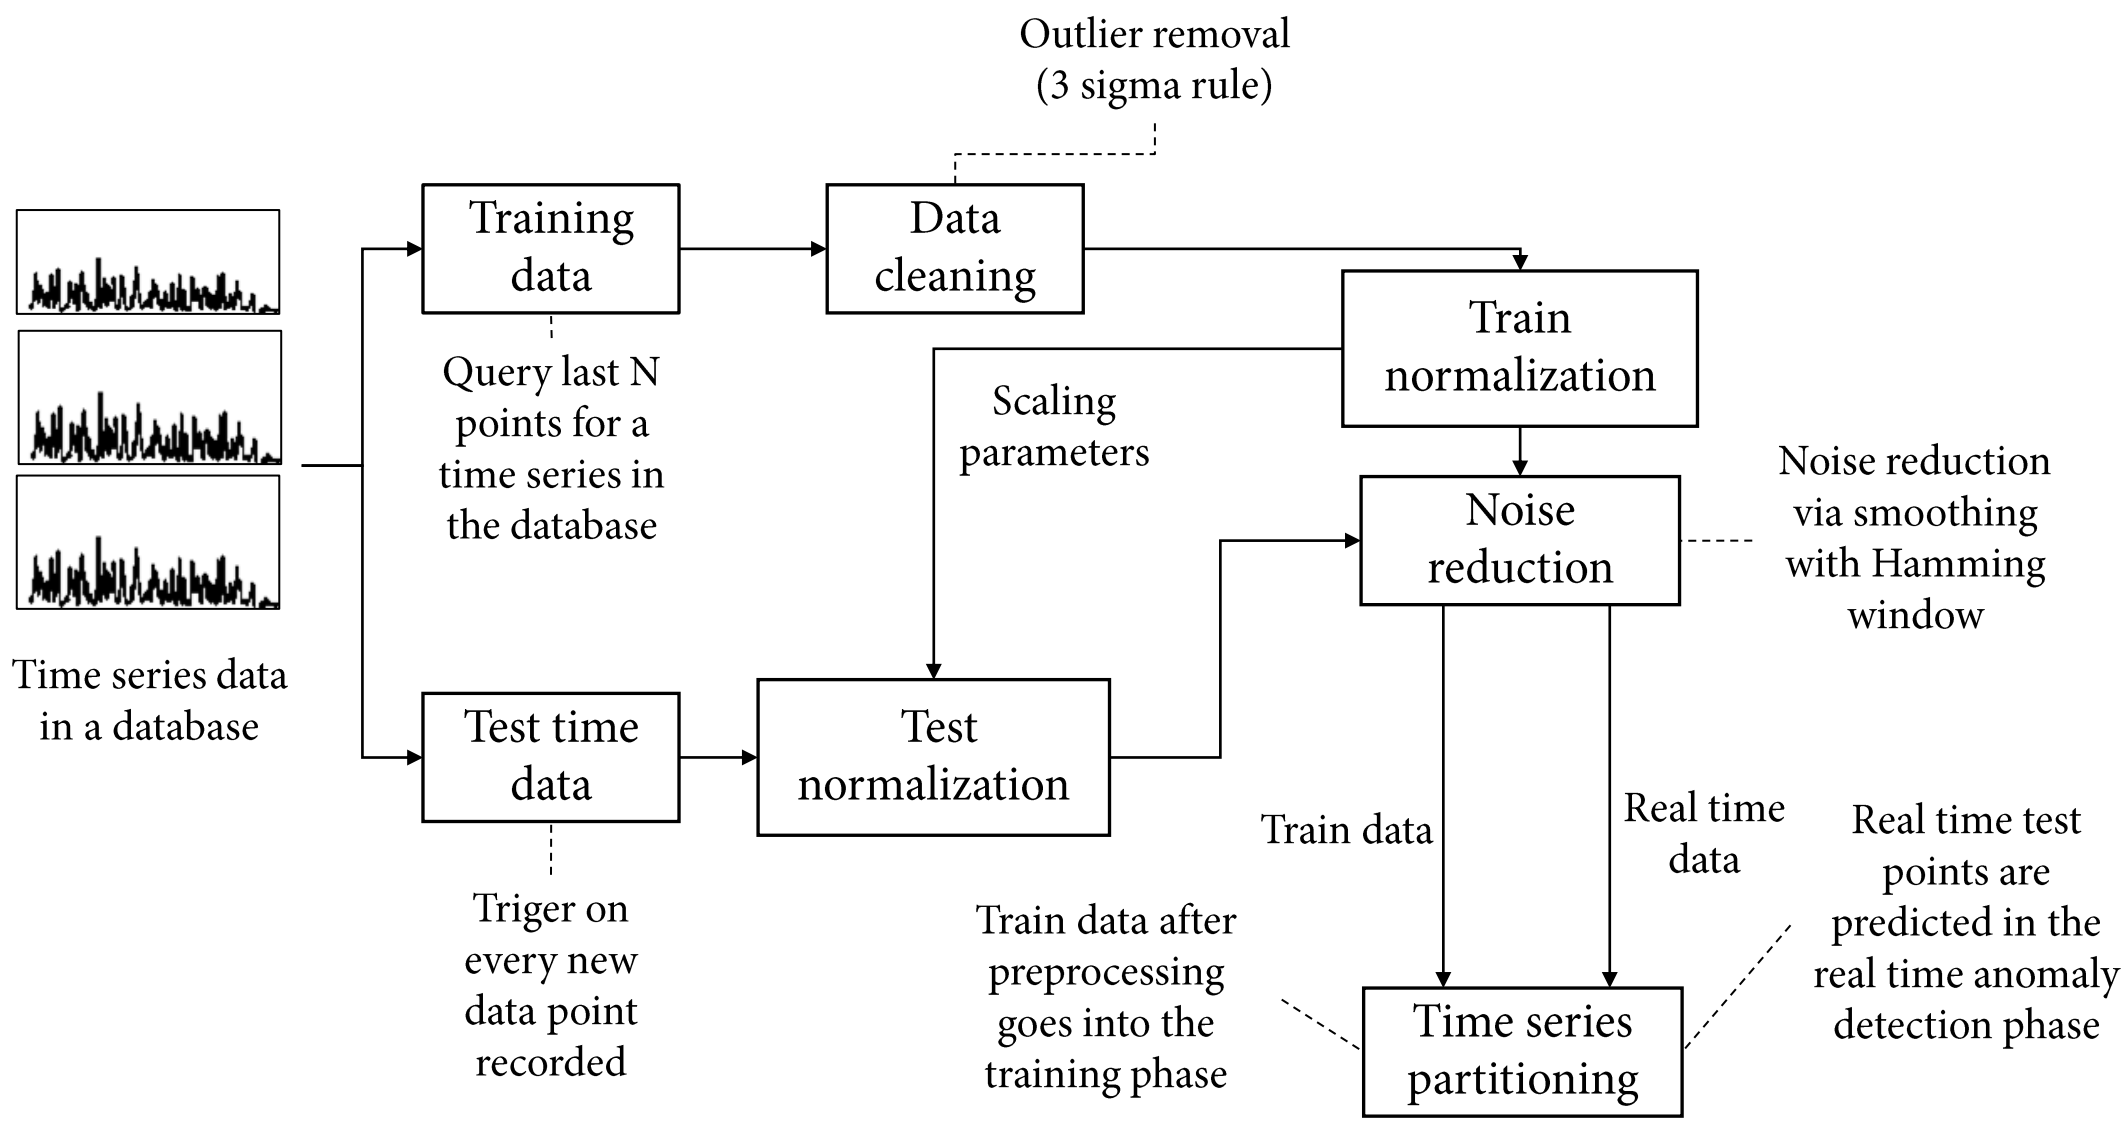 Outlier removal
(3 sigma rule)
Training
data
Data
cleaning
Train
normalization
Query last N
points for a
time series in
the database
Scaling
parameters
Noise
reduction
Noise reduction
via smoothing
with Hamming
window
Time series data
in a database
Test time
data
Test
normalization
Train data
Real time
data
Real time test
points are
predicted in the
real time anomaly
detection phase
Triger on
every new
data point
recorded
Train data after
preprocessing
goes into the
training phase
Time series
partitioning